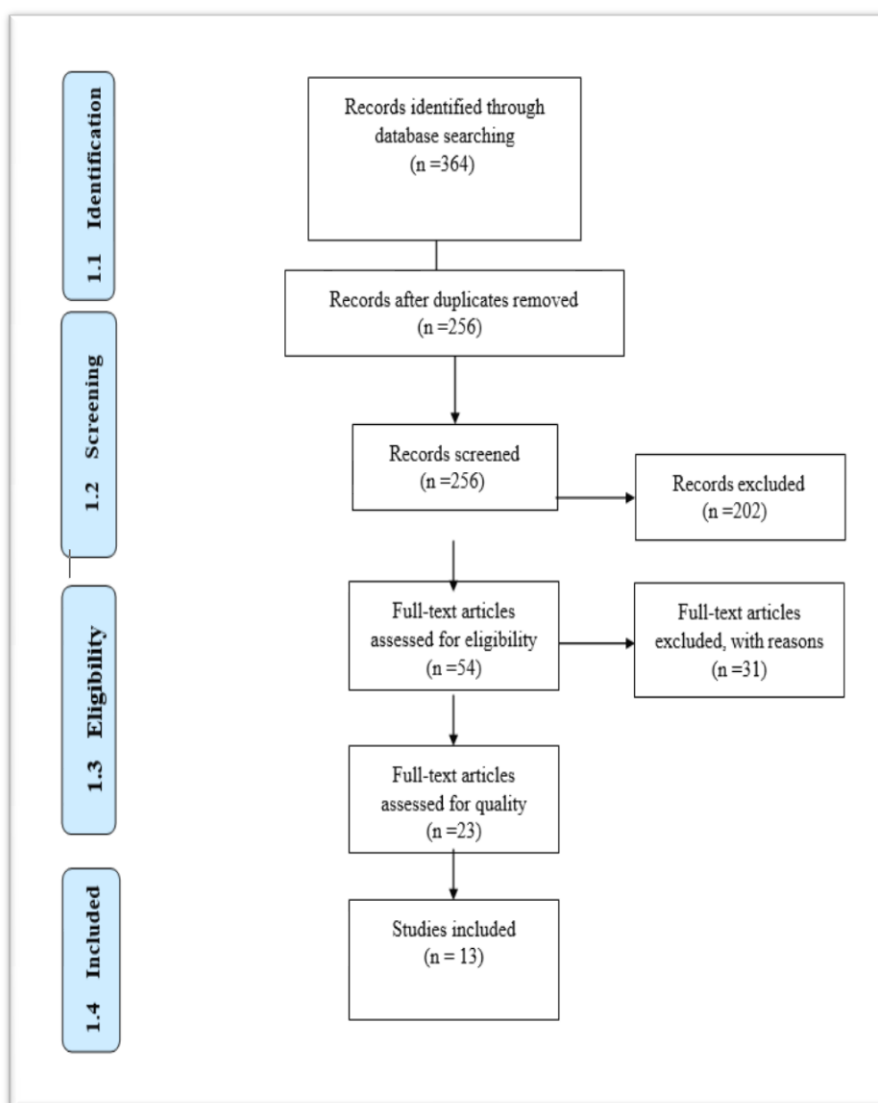 1.1 Identification
Records identified through
database searching
(n =364)
Records after duplicates removed
(n =256)
1.2 Screening
Records screened
(n =256)
Records excluded
(n =202)
1.3 Eligibility
Full-text articles
assessed for eligibility
(n =54)
Full-text articles
excluded, with reasons
(n =31)
Full-text articles
assessed for quality
(n =23)
1.4 Included
Studies included
(n = 13)